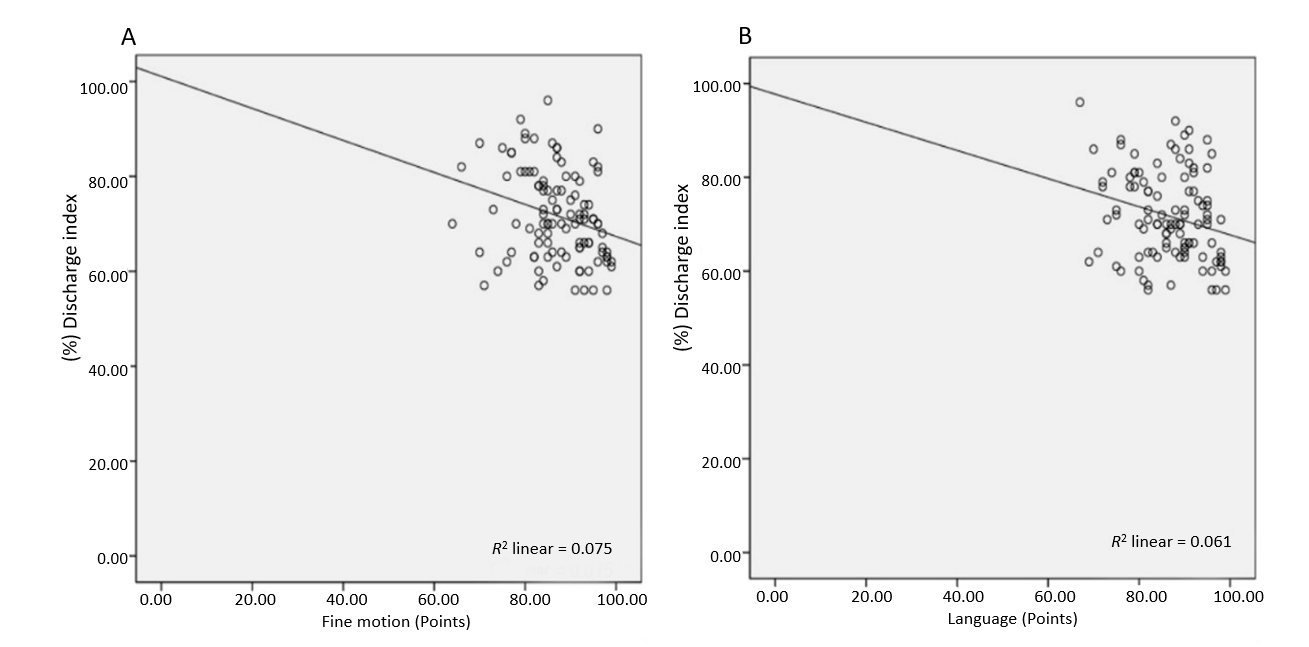 A
100.00
80.00
60.00
40.00
20.00
0.00
(%) Discharge index
R² linear = 0.075
0.00 20.00 40.00 60.00 80.00 100.00
Fine motion (Points)
B
100.00
80.00
60.00
40.00
20.00
0.00
(%) Discharge index
R² linear = 0.061
0.00 20.00 40.00 60.00 80.00 100.00
Language (Points)